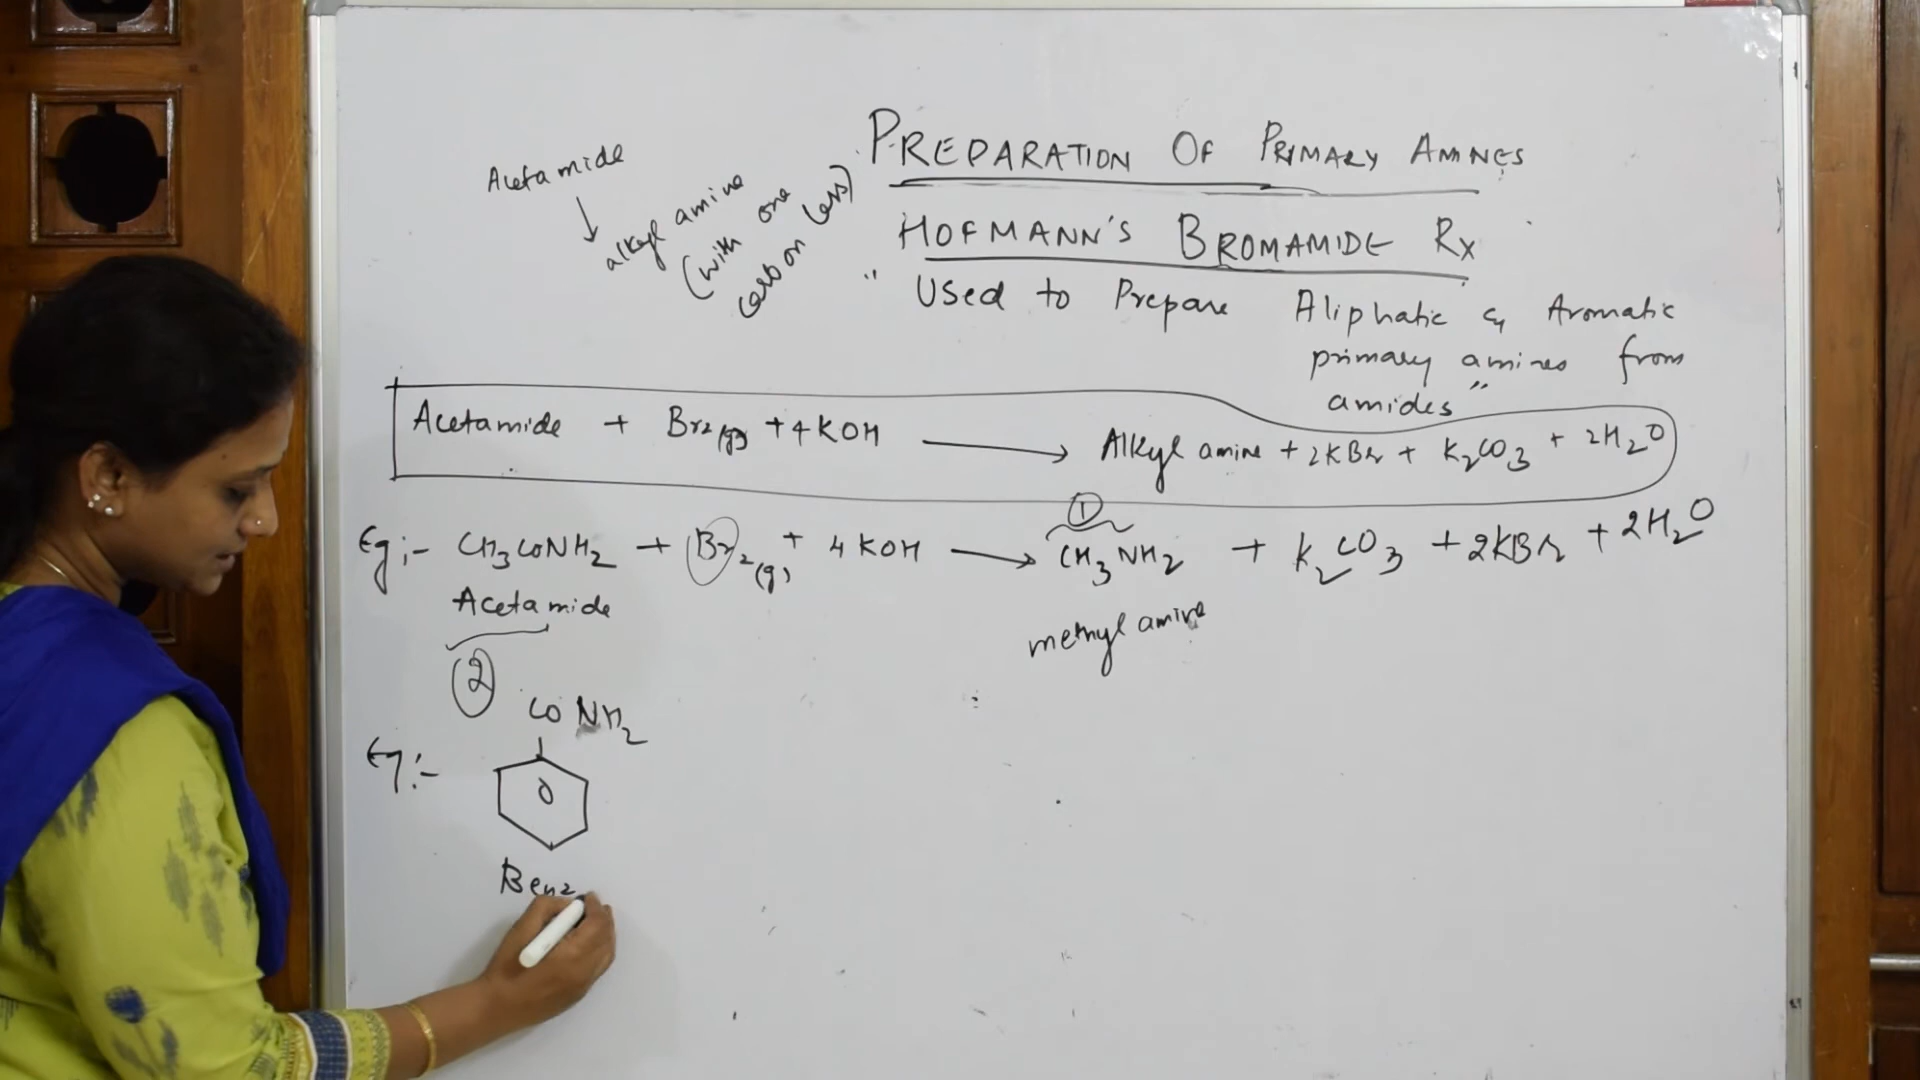 PREPARATION OF PRIMARY AMINES
HOFMANN'S BROMAMIDE Rx
" Used to Prepare Aliphatic & Aromatic
primary amines from
amides "
Acetamide
↓
alkyl amine
(with one
carbon less)
Acetamide + Br2(g) + 4KOH ⟶ Alkyl amine + 2KBr + K2CO3 + 2H2O
Eg:- CH3CONH2 + Br2(g) + 4KOH ⟶ CH3NH2 + K2CO3 + 2KBr + 2H2O
1
Acetamide
methyl amine
2
CONH2
Eg:-
Benz